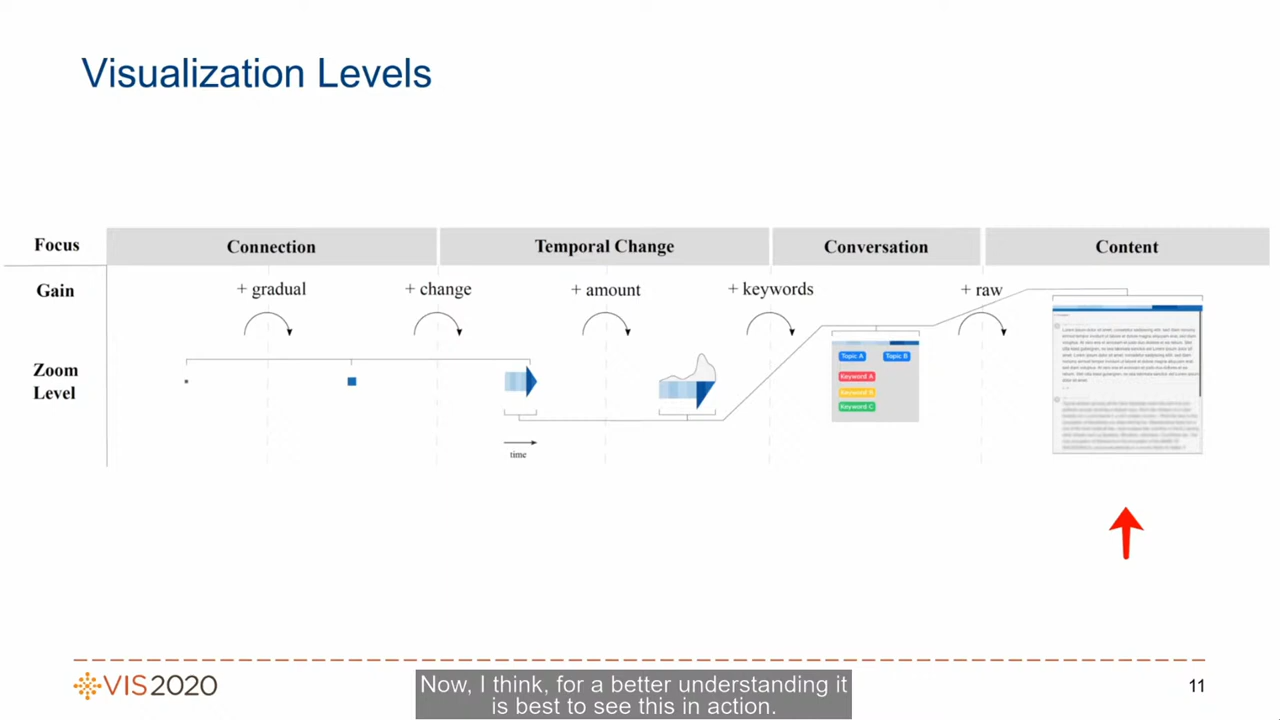 Visualization Levels
Focus
Connection
Temporal Change
Conversation
Content
Gain
+ gradual
+ change
+ amount
+ keywords
+ raw
Zoom
Level
time
Topic A
Topic B
Keyword A
Keyword B
Keyword C
VIS2020
Now, I think, for a better understanding it
is best to see this in action.
11